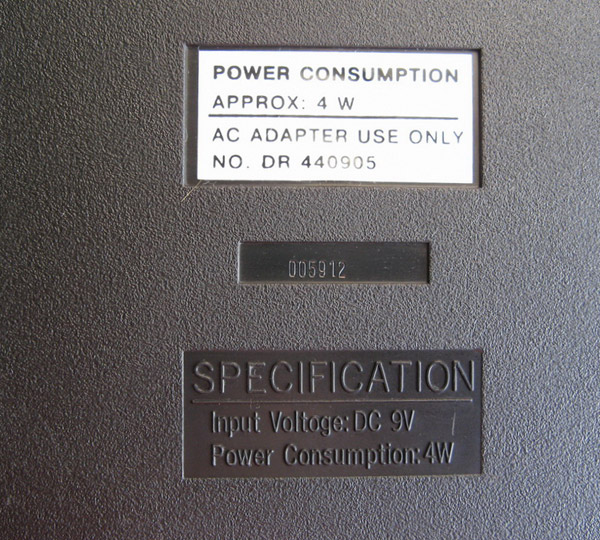 POWER CONSUMPTION
APPROX: 4 W
AC ADAPTER USE ONLY
NO. DR 440905
005912
SPECIFICATION
Input Voltoge: DC 9V
Power Consumption: 4W